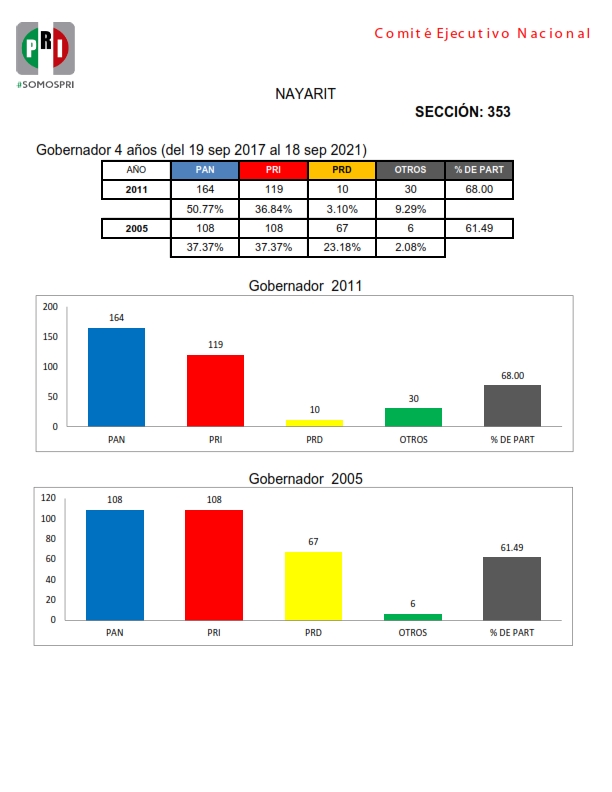 PRI
#SOMOSPRI
Comité Ejecutivo Nacional
NAYARIT
SECCIÓN: 353
Gobernador 4 años (del 19 sep 2017 al 18 sep 2021)
AÑO PAN PRI PRD OTROS % DE PART
2011 164 119 10 30 68.00
50.77% 36.84% 3.10% 9.29%
2005 108 108 67 6 61.49
37.37% 37.37% 23.18% 2.08%
Gobernador 2011
200
150
100
50
0
164
119
10
30
68.00
PAN PRI PRD OTROS % DE PART
Gobernador 2005
120
100
80
60
40
20
0
108
108
67
6
61.49
PAN PRI PRD OTROS % DE PART